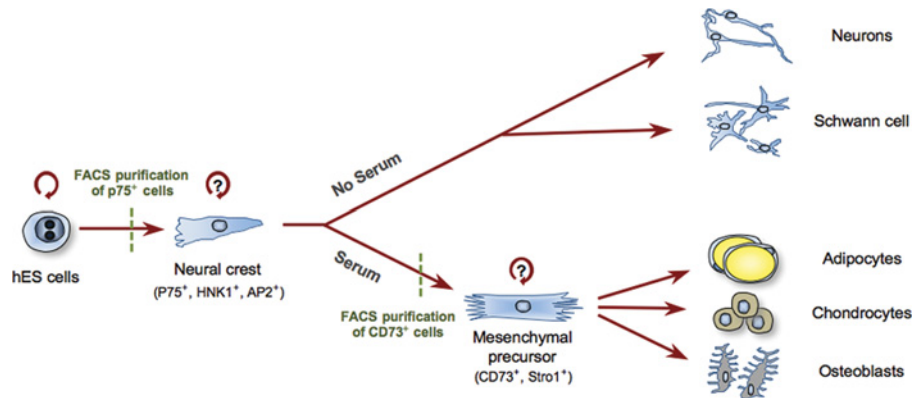 Neurons
Schwann cell
No Serum
FACS purification
of p75⁺ cells
?
hES cells
Neural crest
(P75⁺, HNK1⁺, AP2⁺)
Serum
FACS purification
of CD73⁺ cells
?
Mesenchymal
precursor
(CD73⁺, Stro1⁺)
Adipocytes
Chondrocytes
Osteoblasts